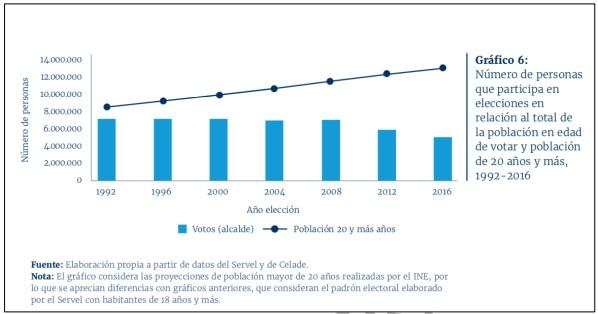 Gráfico 6:
Número de personas
que participa en
elecciones en
relación al total de
la población en edad
de votar y población
de 20 años y más,
1992-2016
Número de personas
14.000.000
12.000.000
10.000.000
8.000.000
6.000.000
4.000.000
2.000.000
0
1992 1996 2000 2004 2008 2012 2016
Año elección
Votos (alcalde) Población 20 y más años
Fuente: Elaboración propia a partir de datos del Servel y de Celade.
Nota: El gráfico considera las proyecciones de población mayor de 20 años realizadas por el INE, por
lo que se aprecian diferencias con gráficos anteriores, que consideran el padrón electoral elaborado
por el Servel con habitantes de 18 años y más.